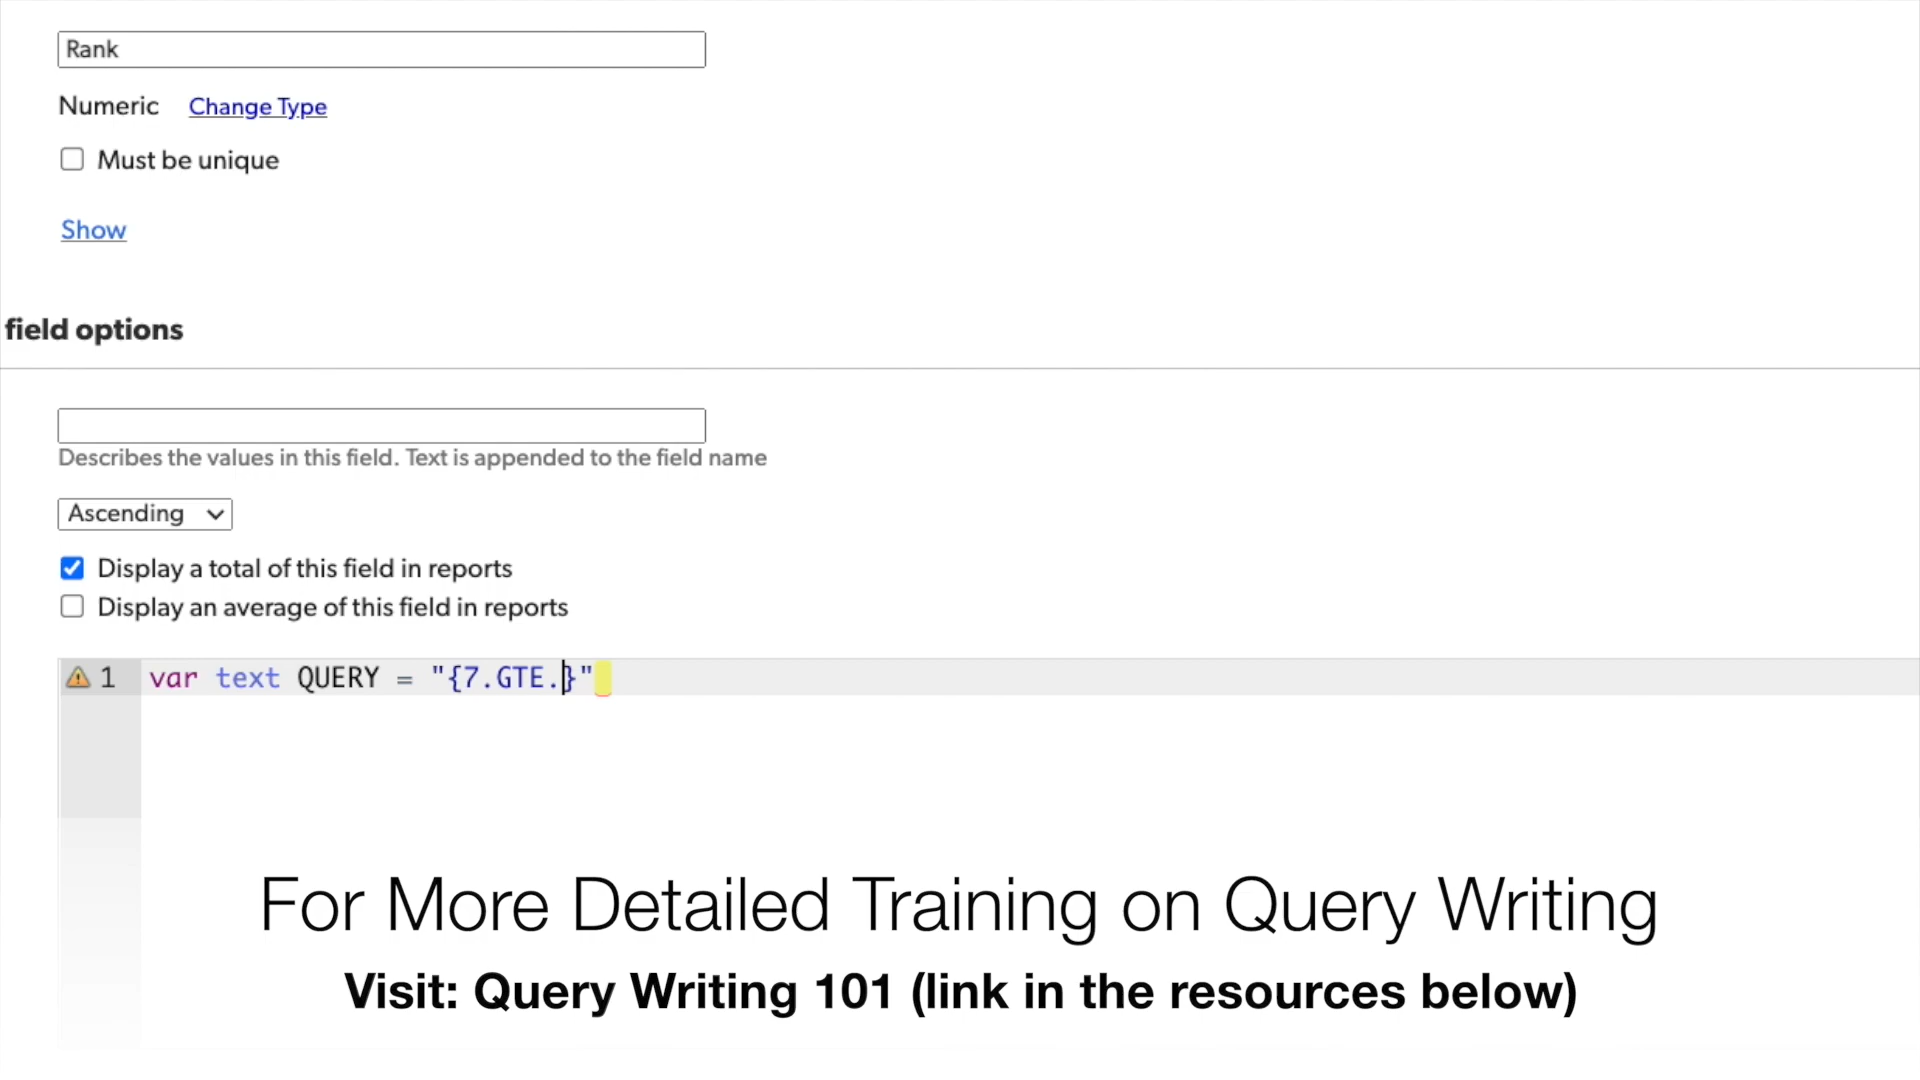 Rank
Numeric Change Type
Must be unique
Show
field options
Describes the values in this field. Text is appended to the field name
Ascending
Display a total of this field in reports
Display an average of this field in reports
1 var text QUERY = "{7.GTE.}"
For More Detailed Training on Query Writing
Visit: Query Writing 101 (link in the resources below)